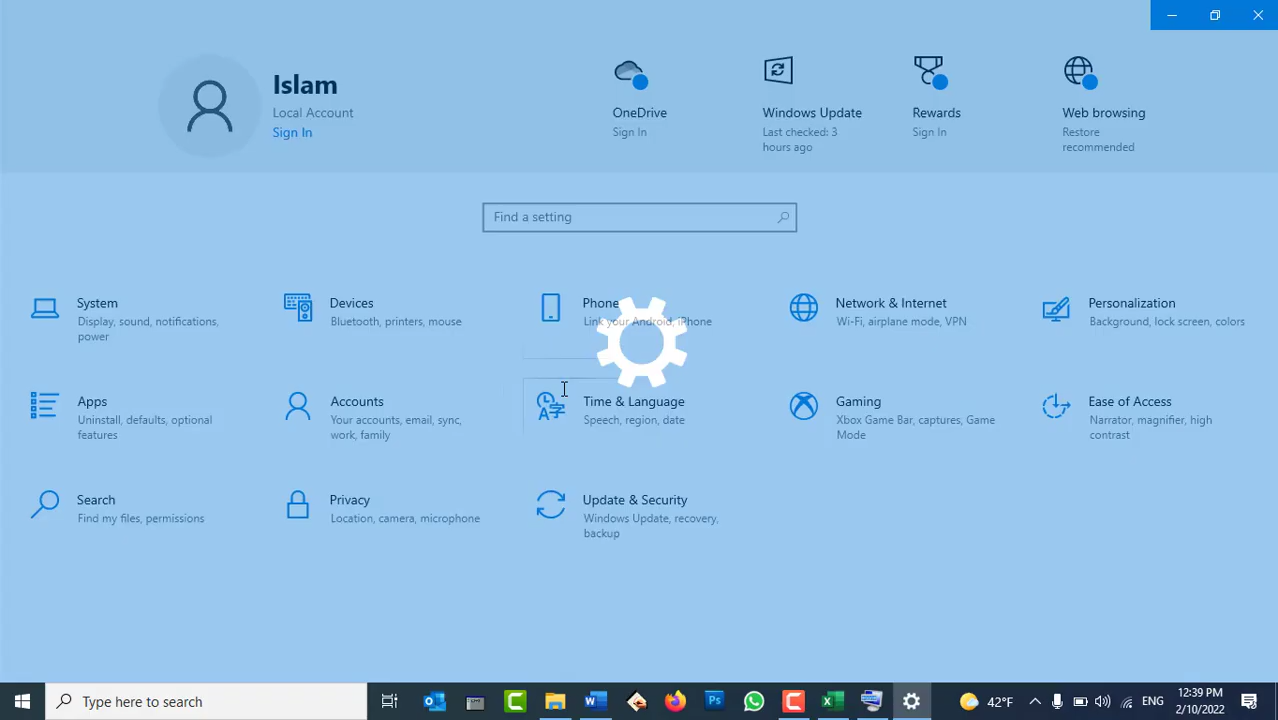 Islam
Local Account
Sign In
OneDrive
Sign In
Windows Update
Last checked: 3
hours ago
Rewards
Sign In
Web browsing
Restore
recommended
Find a setting
System
Display, sound, notifications,
power
Devices
Bluetooth, printers, mouse
Phone
Link your Android, iPhone
Network & Internet
Wi-Fi, airplane mode, VPN
Personalization
Background, lock screen, colors
Apps
Uninstall, defaults, optional
features
Accounts
Your accounts, email, sync,
work, family
Time & Language
Speech, region, date
Gaming
Xbox Game Bar, captures, Game
Mode
Ease of Access
Narrator, magnifier, high
contrast
Search
Find my files, permissions
Privacy
Location, camera, microphone
Update & Security
Windows Update, recovery,
backup
Type here to search
Ps
42°F
ENG
12:39 PM
2/10/2022